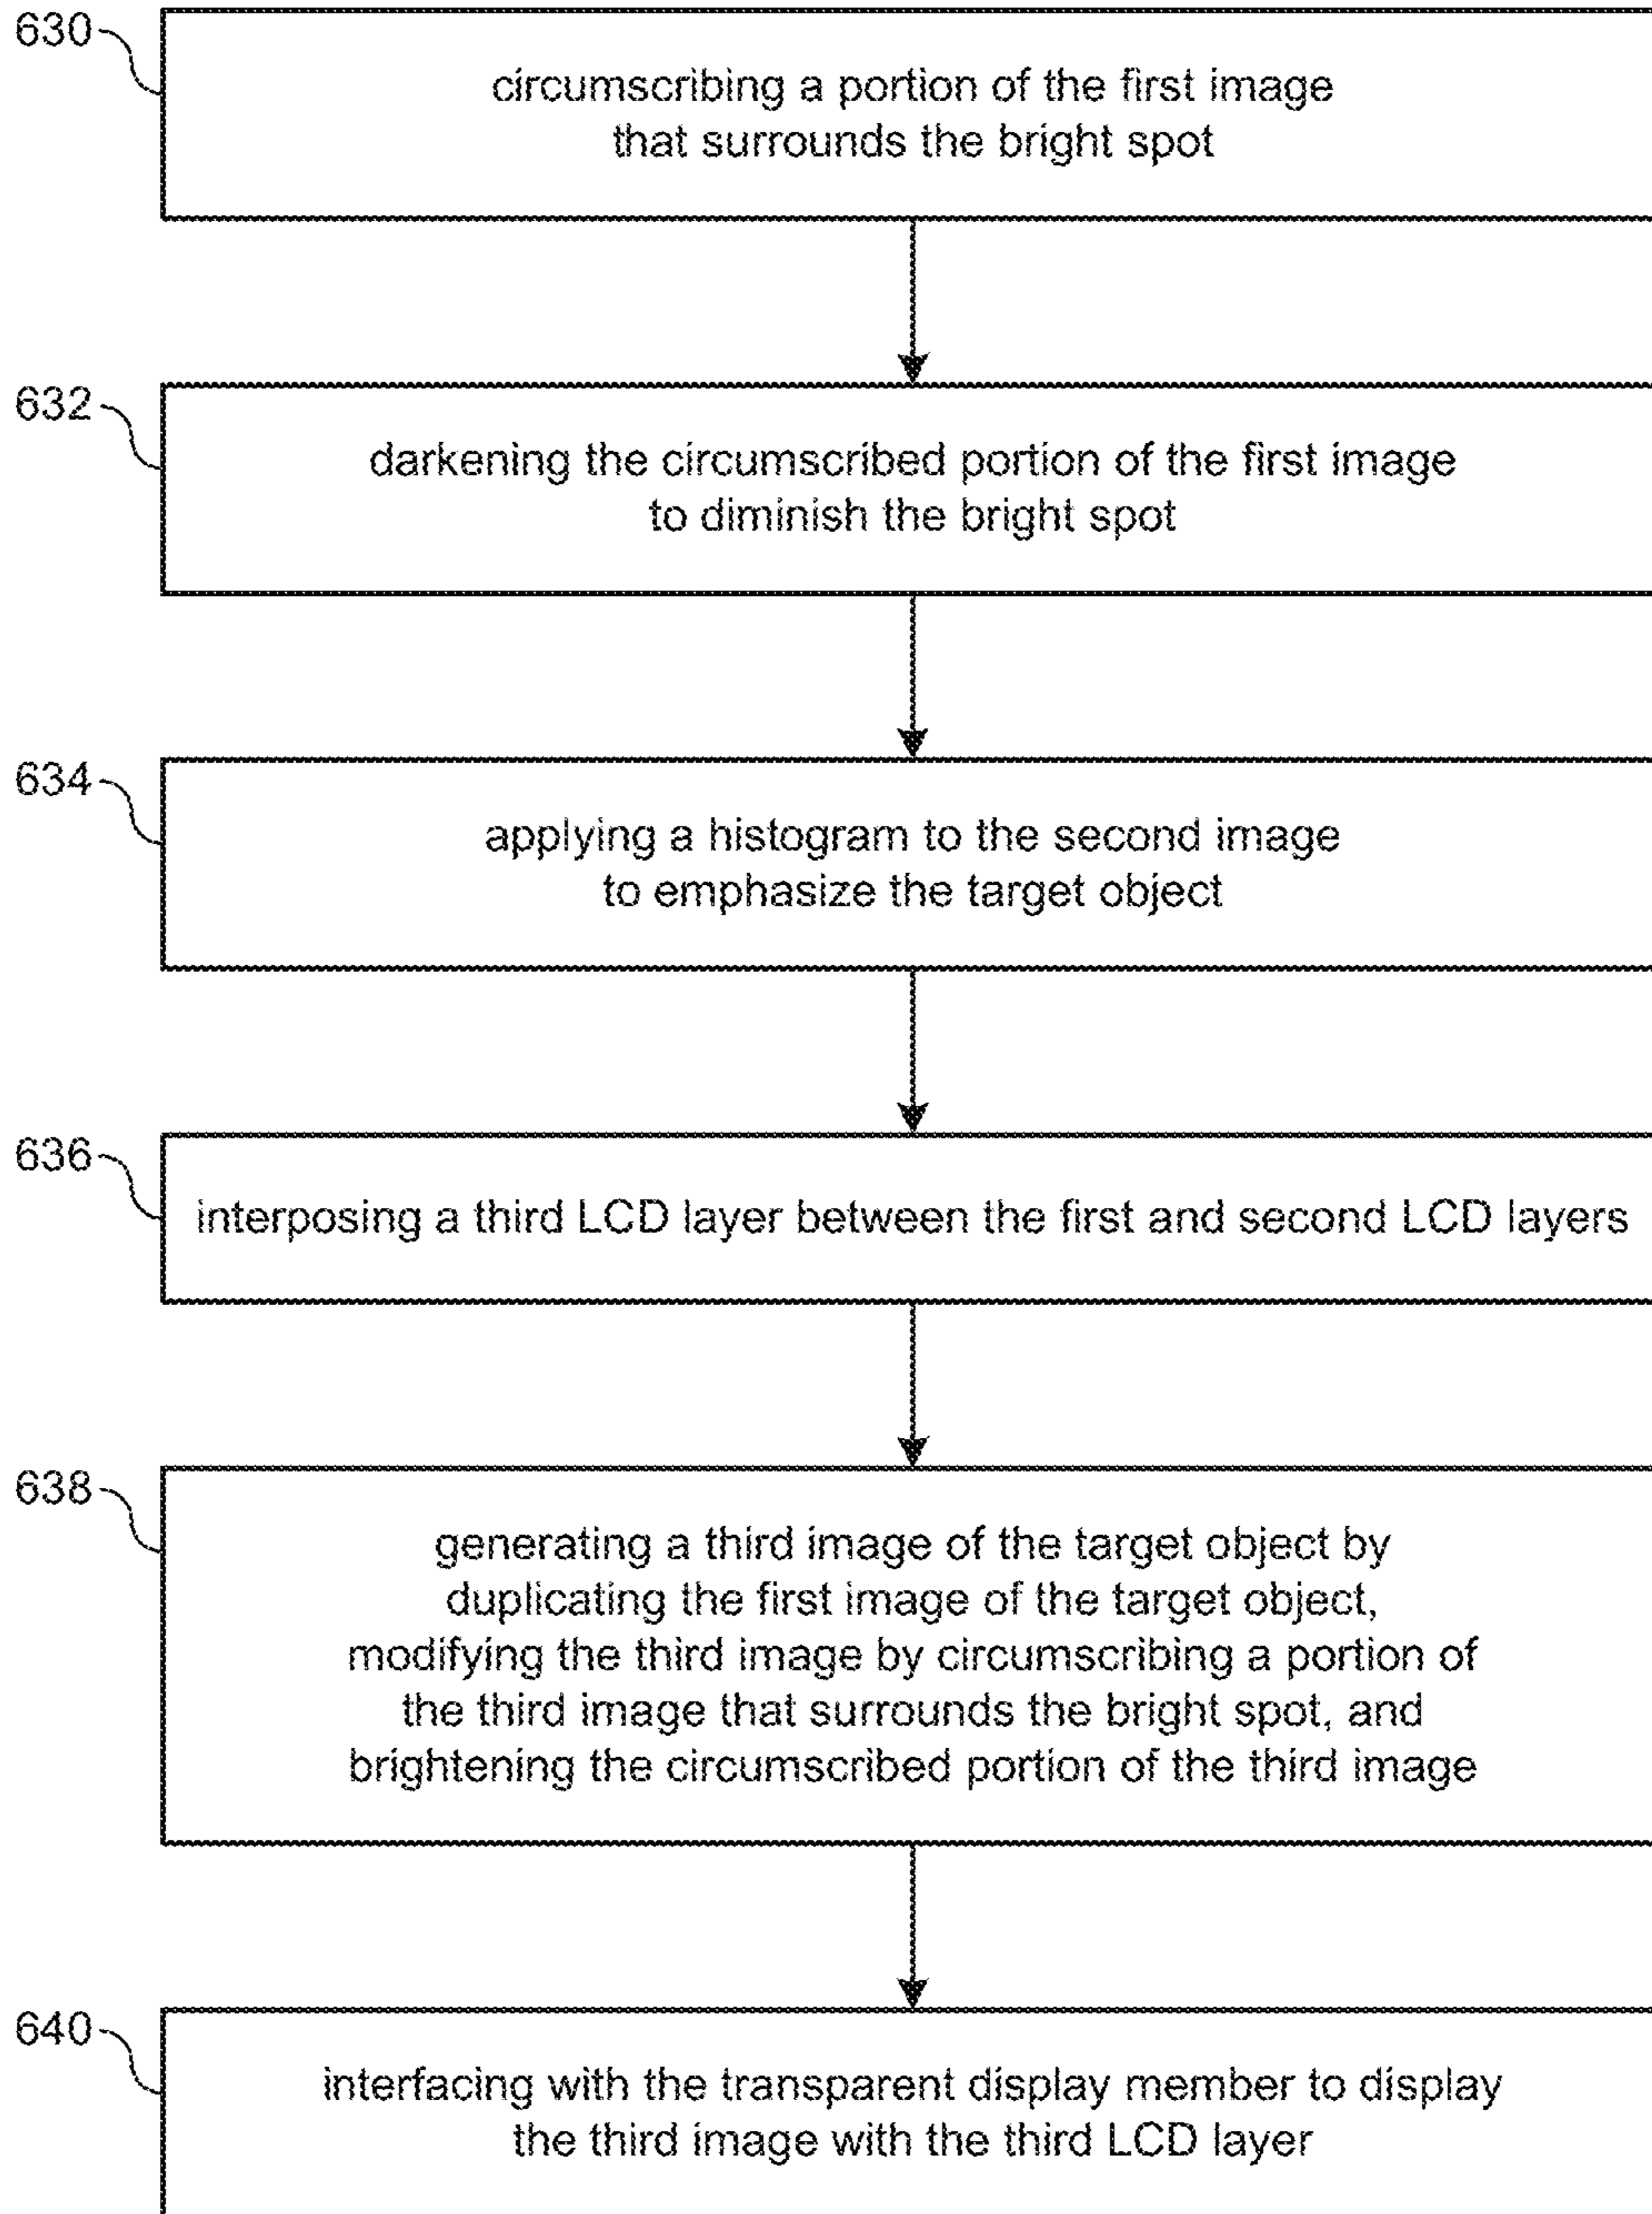 630
circumscribing a portion of the first image
that surrounds the bright spot
632
darkening the circumscribed portion of the first image
to diminish the bright spot
634
applying a histogram to the second image
to emphasize the target object
636
interposing a third LCD layer between the first and second LCD layers
638
generating a third image of the target object by
duplicating the first image of the target object,
modifying the third image by circumscribing a portion of
the third image that surrounds the bright spot, and
brightening the circumscribed portion of the third image
640
interfacing with the transparent display member to display
the third image with the third LCD layer